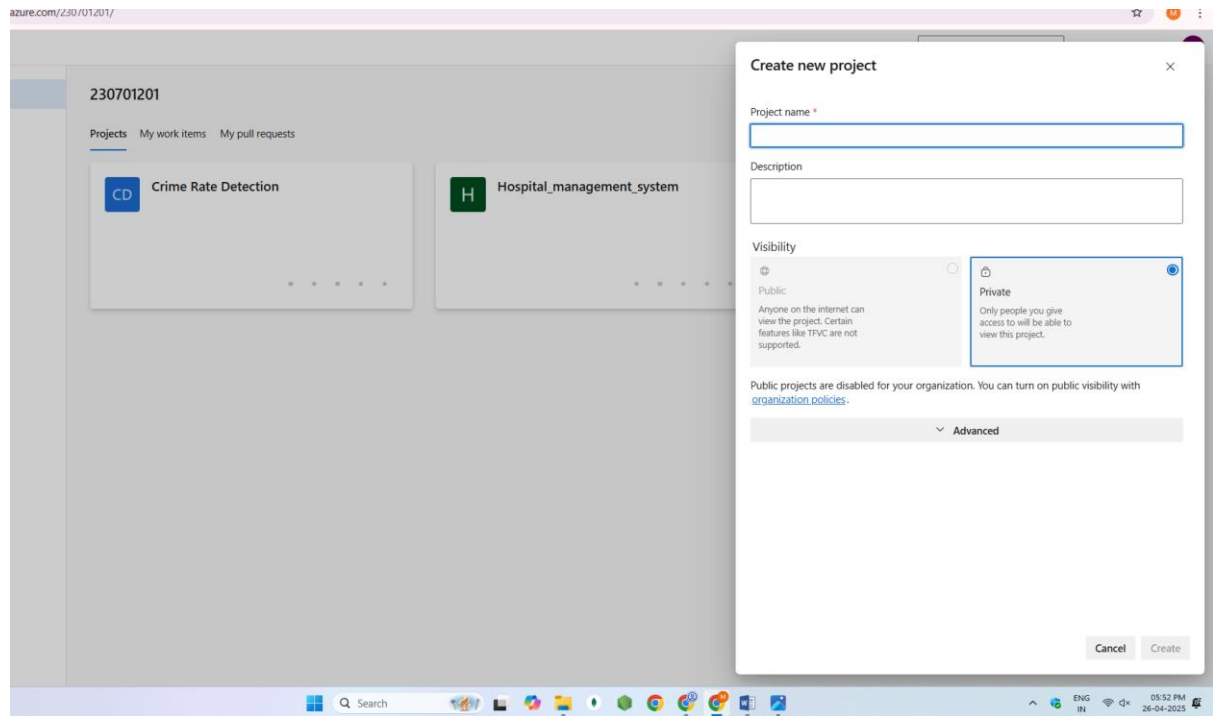 azure.com/230701201/
M
230701201
Projects My work items My pull requests
CD Crime Rate Detection
H Hospital_management_system
Create new project
Project name *
Description
Visibility
Public
Anyone on the internet can
view the project. Certain
features like TFVC are not
supported.
Private
Only people you give
access to will be able to
view this project.
Public projects are disabled for your organization. You can turn on public visibility with
organization policies.
Advanced
Cancel Create
Search
ENG
IN
05:52 PM
26-04-2025